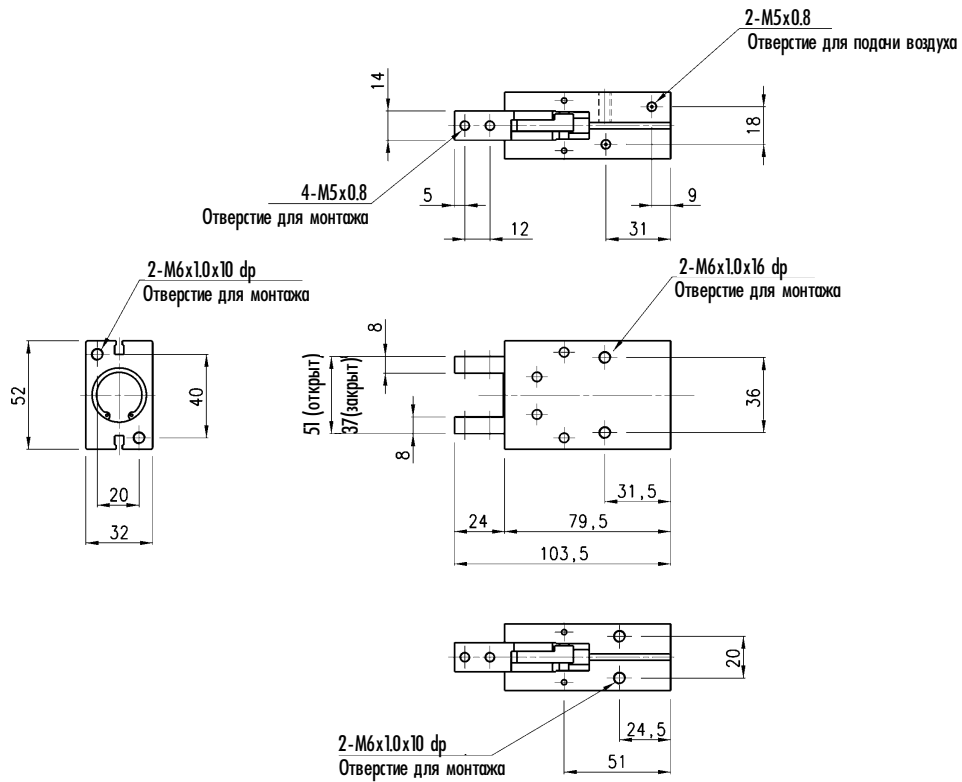 2-M5x0.8
Отверстие для подачи воздуха
14
18
4-M5x0.8
Отверстие для монтажа
5
9
12
31
2-M6x1.0x10 dp
Отверстие для монтажа
2-M6x1.0x16 dp
Отверстие для монтажа
8
52
40
51 (открыт)
37(закрыт)
36
8
20
31,5
32
24
79,5
103,5
20
24,5
2-M6x1.0x10 dp
Отверстие для монтажа
51